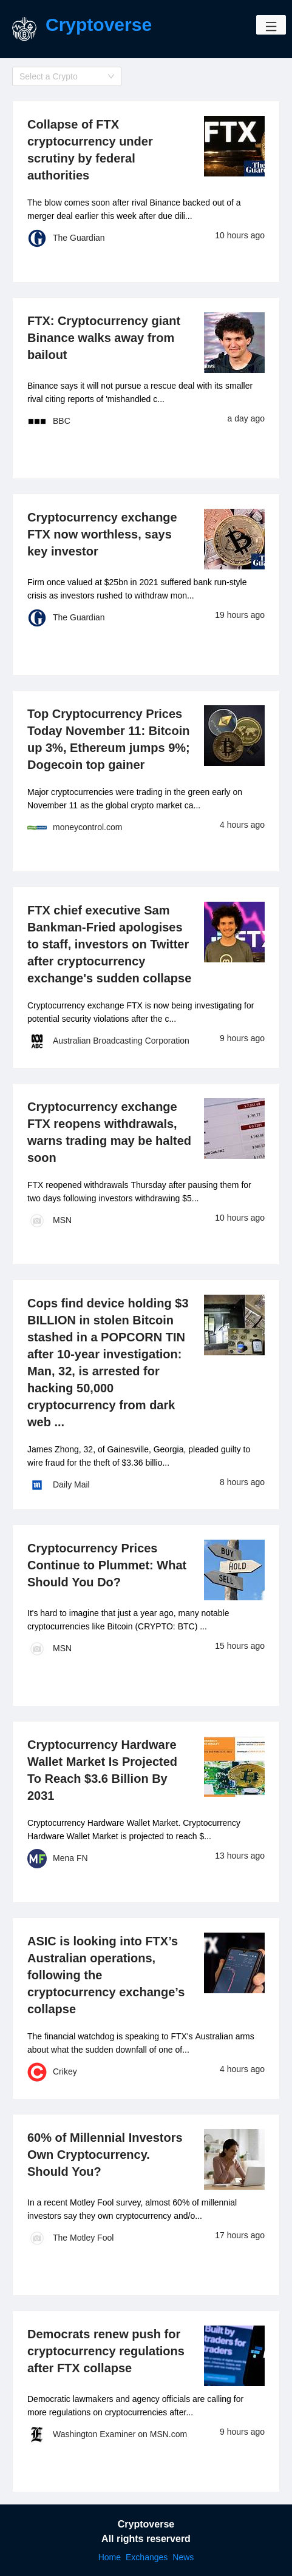 Cryptoverse
Select a Crypto
Collapse of FTX
cryptocurrency under
scrutiny by federal
authorities
FTX
The Guar
The blow comes soon after rival Binance backed out of a
merger deal earlier this week after due dili...
The Guardian
10 hours ago
FTX: Cryptocurrency giant
Binance walks away from
bailout
Binance says it will not pursue a rescue deal with its smaller
rival citing reports of 'mishandled c...
BBC
a day ago
Cryptocurrency exchange
FTX now worthless, says
key investor
Firm once valued at $25bn in 2021 suffered bank run-style
crisis as investors rushed to withdraw mon...
The Guardian
19 hours ago
Top Cryptocurrency Prices
Today November 11: Bitcoin
up 3%, Ethereum jumps 9%;
Dogecoin top gainer
Major cryptocurrencies were trading in the green early on
November 11 as the global crypto market ca...
moneycontrol.com
4 hours ago
FTX chief executive Sam
Bankman-Fried apologises
to staff, investors on Twitter
after cryptocurrency
exchange's sudden collapse
Cryptocurrency exchange FTX is now being investigating for
potential security violations after the c...
ABC
Australian Broadcasting Corporation
9 hours ago
Cryptocurrency exchange
FTX reopens withdrawals,
warns trading may be halted
soon
FTX reopened withdrawals Thursday after pausing them for
two days following investors withdrawing $5...
MSN
10 hours ago
Cops find device holding $3
BILLION in stolen Bitcoin
stashed in a POPCORN TIN
after 10-year investigation:
Man, 32, is arrested for
hacking 50,000
cryptocurrency from dark
web ...
James Zhong, 32, of Gainesville, Georgia, pleaded guilty to
wire fraud for the theft of $3.36 billio...
Daily Mail
8 hours ago
Cryptocurrency Prices
Continue to Plummet: What
Should You Do?
BUY
HOLD
SELL
It's hard to imagine that just a year ago, many notable
cryptocurrencies like Bitcoin (CRYPTO: BTC) ...
MSN
15 hours ago
Cryptocurrency Hardware
Wallet Market Is Projected
To Reach $3.6 Billion By
2031
Cryptocurrency Hardware Wallet Market. Cryptocurrency
Hardware Wallet Market is projected to reach $...
MF
Mena FN
13 hours ago
ASIC is looking into FTX’s
Australian operations,
following the
cryptocurrency exchange’s
collapse
The financial watchdog is speaking to FTX's Australian arms
about what the sudden downfall of one of...
Crikey
4 hours ago
60% of Millennial Investors
Own Cryptocurrency.
Should You?
In a recent Motley Fool survey, almost 60% of millennial
investors say they own cryptocurrency and/o...
The Motley Fool
17 hours ago
Democrats renew push for
cryptocurrency regulations
after FTX collapse
Built by
traders for
traders
Democratic lawmakers and agency officials are calling for
more regulations on cryptocurrencies after...
Washington Examiner on MSN.com
9 hours ago
Cryptoverse
All rights reserverd
Home Exchanges News